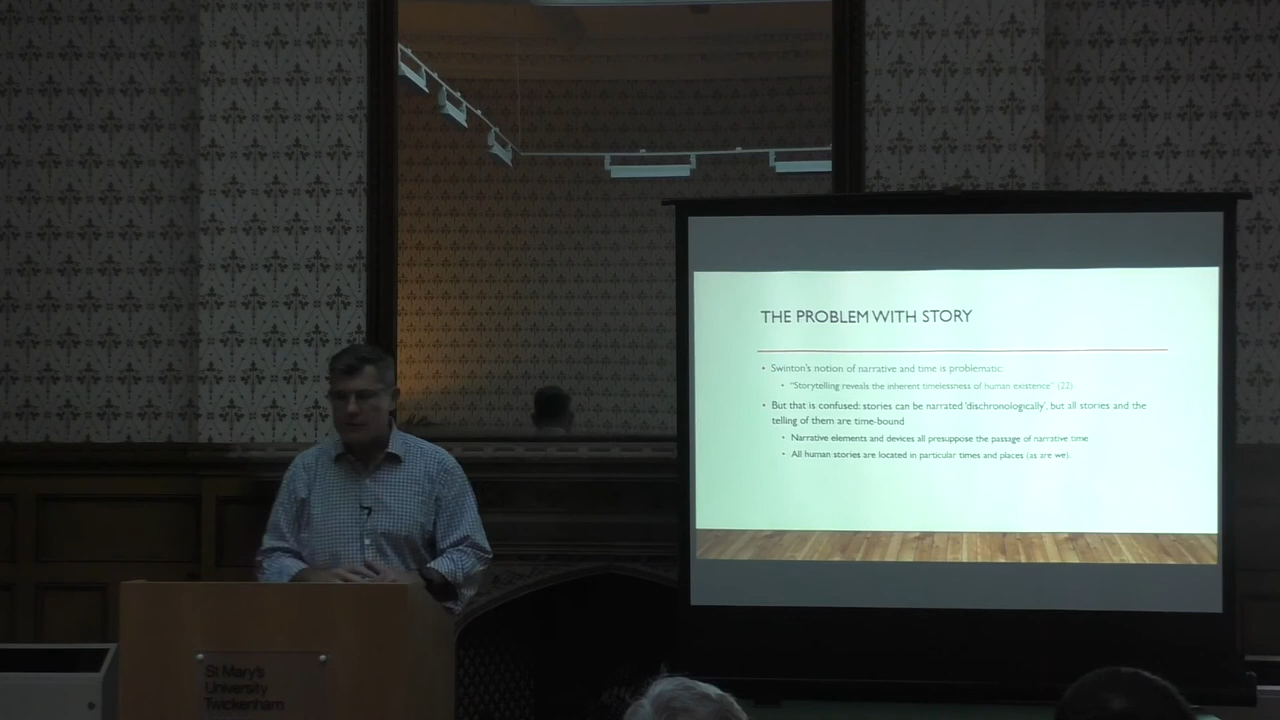 THE PROBLEM WITH STORY
• Swinton's notion of narrative and time is problematic:
• "Storytelling reveals the inherent timelessness of human existence" (22)
• But that is confused: stories can be narrated 'dischronologically', but all stories and the
telling of them are time-bound
• Narrative elements and devices all presuppose the passage of narrative time
• All human stories are located in particular times and places (as are we).
St Mary's
University
Twickenham